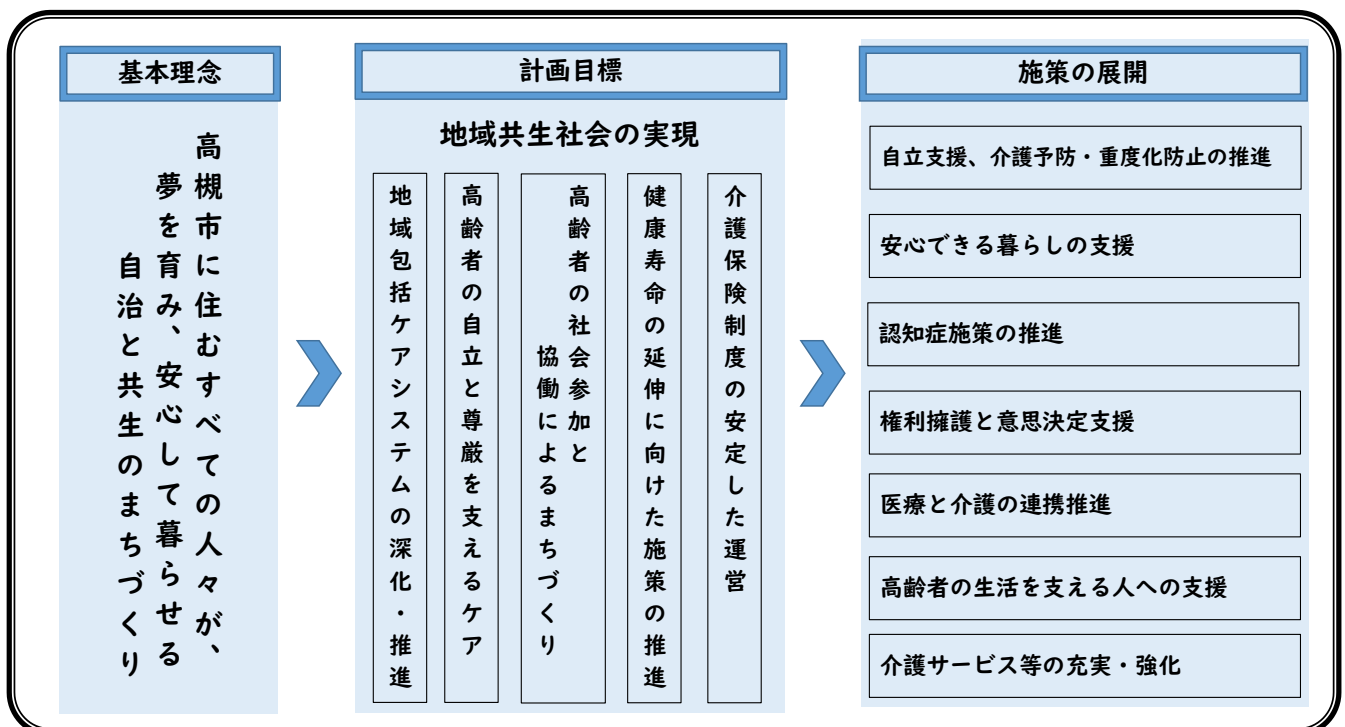 基本理念
高槻市に住むすべての人々が、
夢を育み、安心して暮らせる
自治と共生のまちづくり
計画目標
地域共生社会の実現
地域包括ケアシステムの深化・推進
高齢者の自立と尊厳を支えるケア
高齢者の社会参加と
協働によるまちづくり
健康寿命の延伸に向けた施策の推進
介護保険制度の安定した運営
施策の展開
自立支援、介護予防・重度化防止の推進
安心できる暮らしの支援
認知症施策の推進
権利擁護と意思決定支援
医療と介護の連携推進
高齢者の生活を支える人への支援
介護サービス等の充実・強化